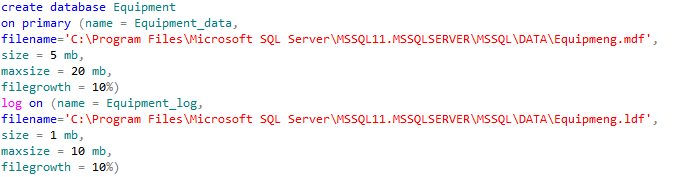 create database Equipment
on primary (name = Equipment_data,
filename='C:\Program Files\Microsoft SQL Server\MSSQL11.MSSQLSERVER\MSSQL\DATA\Equipmeng.mdf',
size = 5 mb,
maxsize = 20 mb,
filegrowth = 10%)
log on (name = Equipment_log,
filename='C:\Program Files\Microsoft SQL Server\MSSQL11.MSSQLSERVER\MSSQL\DATA\Equipmeng.ldf',
size = 1 mb,
maxsize = 10 mb,
filegrowth = 10%)